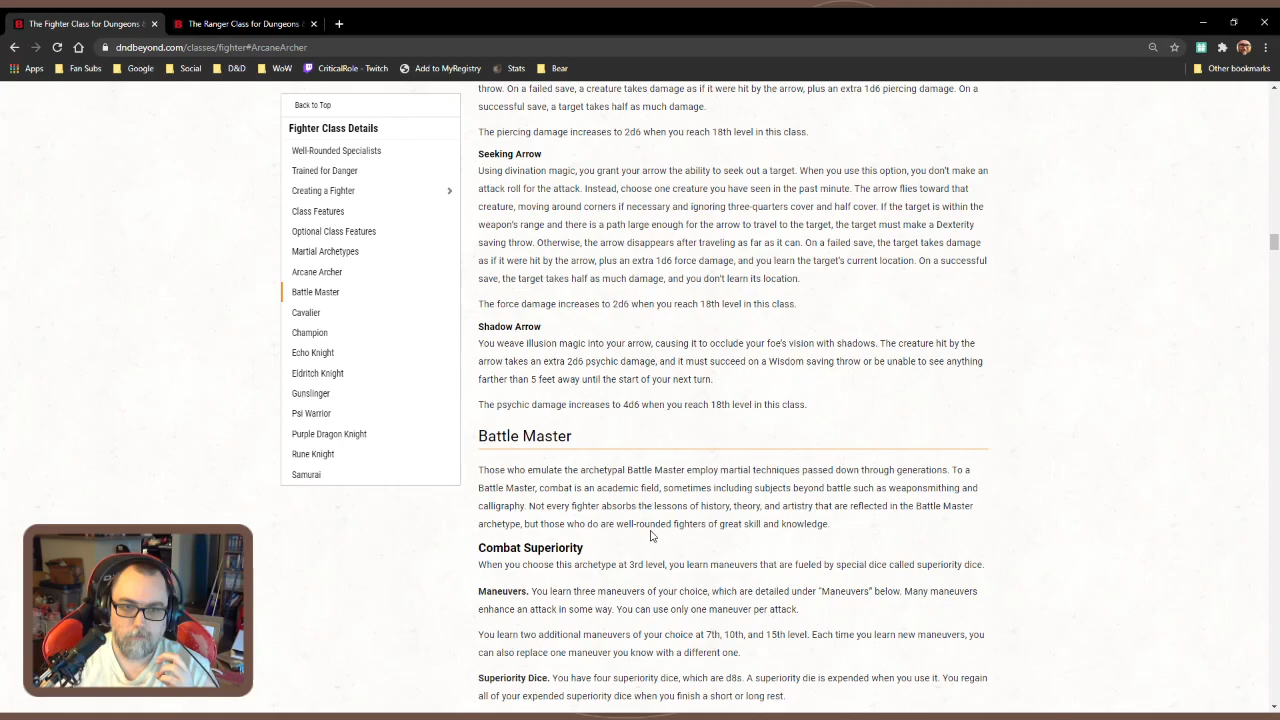 The Fighter Class for Dungeons &
The Ranger Class for Dungeons &
dndbeyond.com/classes/fighter#ArcaneArcher
Apps
Fan Subs
Google
Social
D&D
WoW
CriticalRole - Twitch
Add to MyRegistry
Stats
Bear
Other bookmarks
Back to Top
Fighter Class Details
Well-Rounded Specialists
Trained for Danger
Creating a Fighter
Class Features
Optional Class Features
Martial Archetypes
Arcane Archer
Battle Master
Cavalier
Champion
Echo Knight
Eldritch Knight
Gunslinger
Psi Warrior
Purple Dragon Knight
Rune Knight
Samurai
throw. On a failed save, a creature takes damage as if it were hit by the arrow, plus an extra 1d6 piercing damage. On a
successful save, a target takes half as much damage.
The piercing damage increases to 2d6 when you reach 18th level in this class.
Seeking Arrow
Using divination magic, you grant your arrow the ability to seek out a target. When you use this option, you don't make an
attack roll for the attack. Instead, choose one creature you have seen in the past minute. The arrow flies toward that
creature, moving around corners if necessary and ignoring three-quarters cover and half cover. If the target is within the
weapon's range and there is a path large enough for the arrow to travel to the target, the target must make a Dexterity
saving throw. Otherwise, the arrow disappears after traveling as far as it can. On a failed save, the target takes damage
as if it were hit by the arrow, plus an extra 1d6 force damage, and you learn the target's current location. On a successful
save, the target takes half as much damage, and you don't learn its location.
The force damage increases to 2d6 when you reach 18th level in this class.
Shadow Arrow
You weave illusion magic into your arrow, causing it to occlude your foe's vision with shadows. The creature hit by the
arrow takes an extra 2d6 psychic damage, and it must succeed on a Wisdom saving throw or be unable to see anything
farther than 5 feet away until the start of your next turn.
The psychic damage increases to 4d6 when you reach 18th level in this class.
Battle Master
Those who emulate the archetypal Battle Master employ martial techniques passed down through generations. To a
Battle Master, combat is an academic field, sometimes including subjects beyond battle such as weaponsmithing and
calligraphy. Not every fighter absorbs the lessons of history, theory, and artistry that are reflected in the Battle Master
archetype, but those who do are well-rounded fighters of great skill and knowledge.
Combat Superiority
When you choose this archetype at 3rd level, you learn maneuvers that are fueled by special dice called superiority dice.
Maneuvers. You learn three maneuvers of your choice, which are detailed under "Maneuvers" below. Many maneuvers
enhance an attack in some way. You can use only one maneuver per attack.
You learn two additional maneuvers of your choice at 7th, 10th, and 15th level. Each time you learn new maneuvers, you
can also replace one maneuver you know with a different one.
Superiority Dice. You have four superiority dice, which are d8s. A superiority die is expended when you use it. You regain
all of your expended superiority dice when you finish a short or long rest.